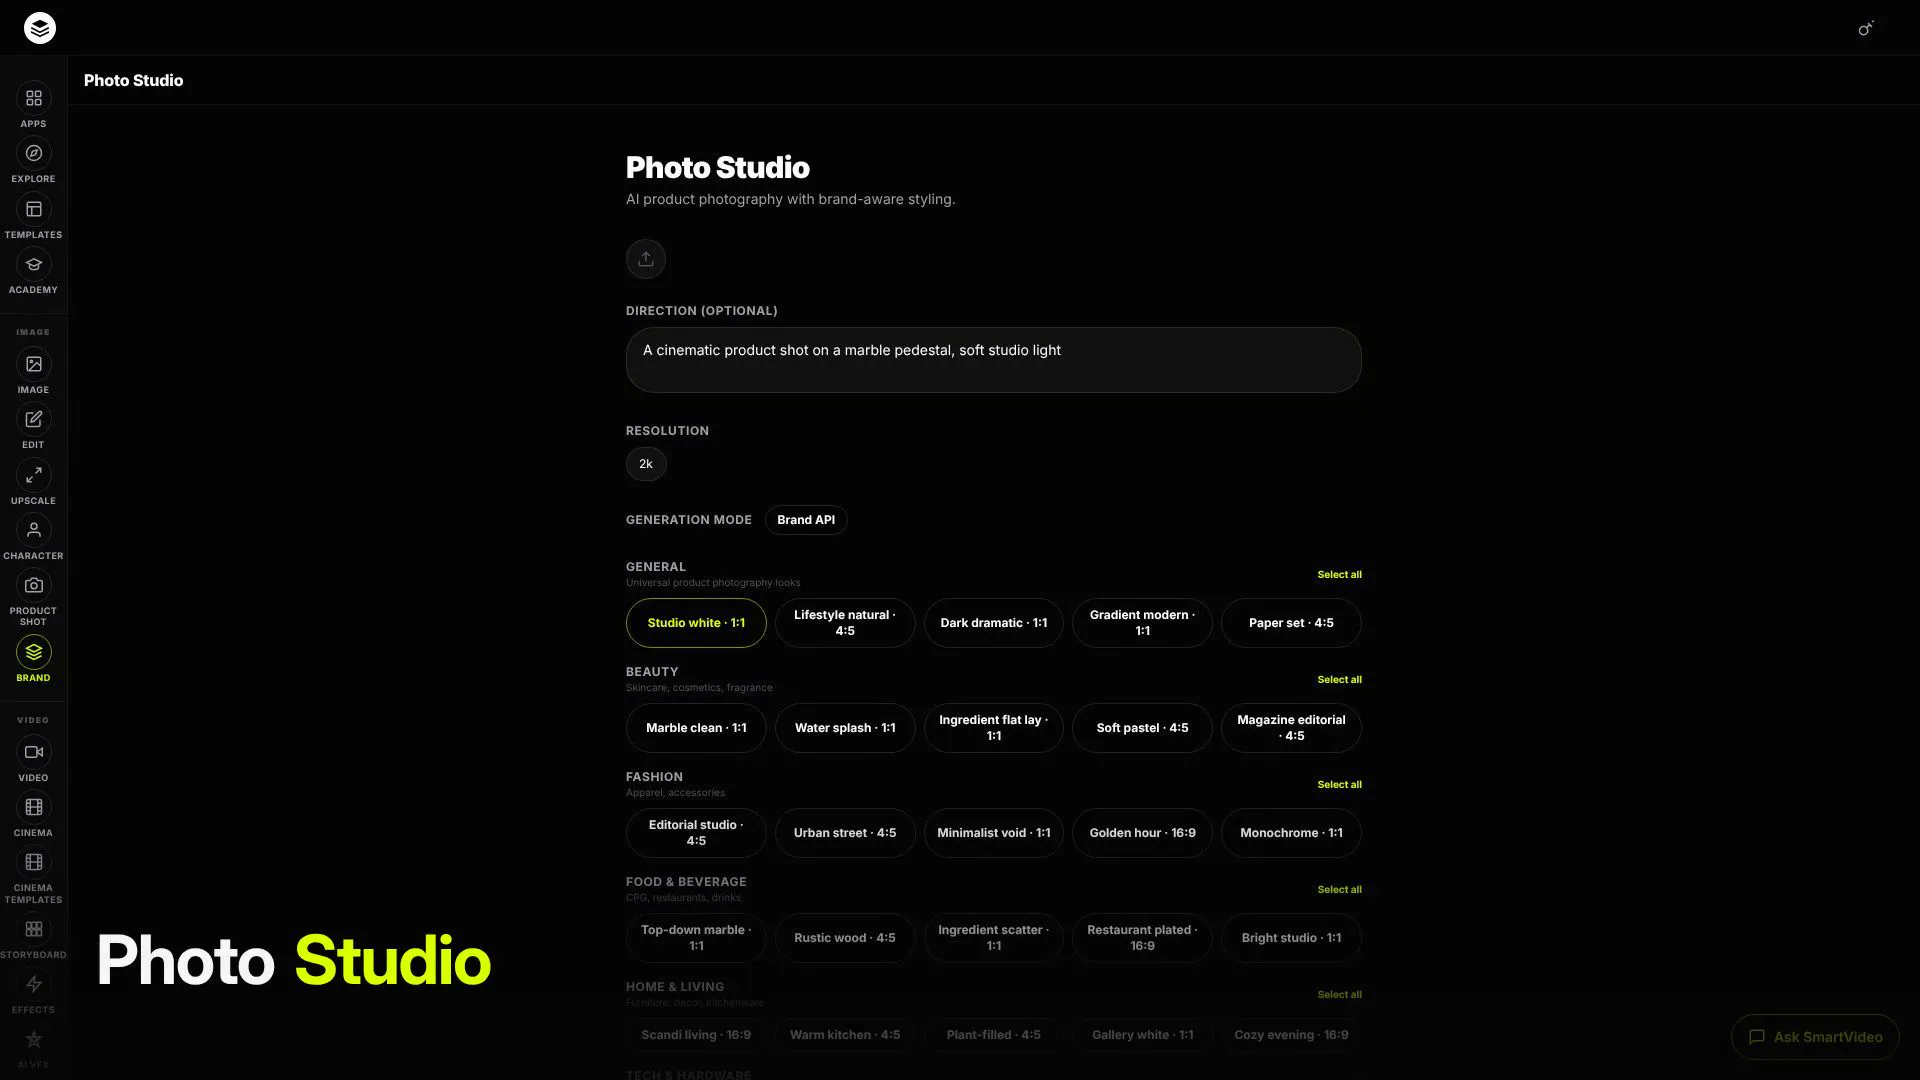 Photo Studio
APPS
EXPLORE
TEMPLATES
ACADEMY
IMAGE
IMAGE
EDIT
UPSCALE
CHARACTER
PRODUCT
SHOT
BRAND
VIDEO
VIDEO
CINEMA
CINEMA
TEMPLATES
STORYBOARD
EFFECTS
AI VFX
Photo Studio
AI product photography with brand-aware styling.
DIRECTION (OPTIONAL)
A cinematic product shot on a marble pedestal, soft studio light
RESOLUTION
2k
GENERATION MODE Brand API
GENERAL
Universal product photography looks
Select all
Studio white · 1:1
Lifestyle natural ·
4:5
Dark dramatic · 1:1
Gradient modern ·
1:1
Paper set · 4:5
BEAUTY
Skincare, cosmetics, fragrance
Select all
Marble clean · 1:1
Water splash · 1:1
Ingredient flat lay ·
1:1
Soft pastel · 4:5
Magazine editorial
· 4:5
FASHION
Apparel, accessories
Select all
Editorial studio ·
4:5
Urban street · 4:5
Minimalist void · 1:1
Golden hour · 16:9
Monochrome · 1:1
FOOD & BEVERAGE
CPG, restaurants, drinks
Select all
Top-down marble ·
1:1
Rustic wood · 4:5
Ingredient scatter ·
1:1
Restaurant plated ·
16:9
Bright studio · 1:1
HOME & LIVING
Furniture, decor, kitchenware
Select all
Scandi living · 16:9
Warm kitchen · 4:5
Plant-filled · 4:5
Gallery white · 1:1
Cozy evening · 16:9
TECH & HARDWARE
Photo Studio
Ask SmartVideo